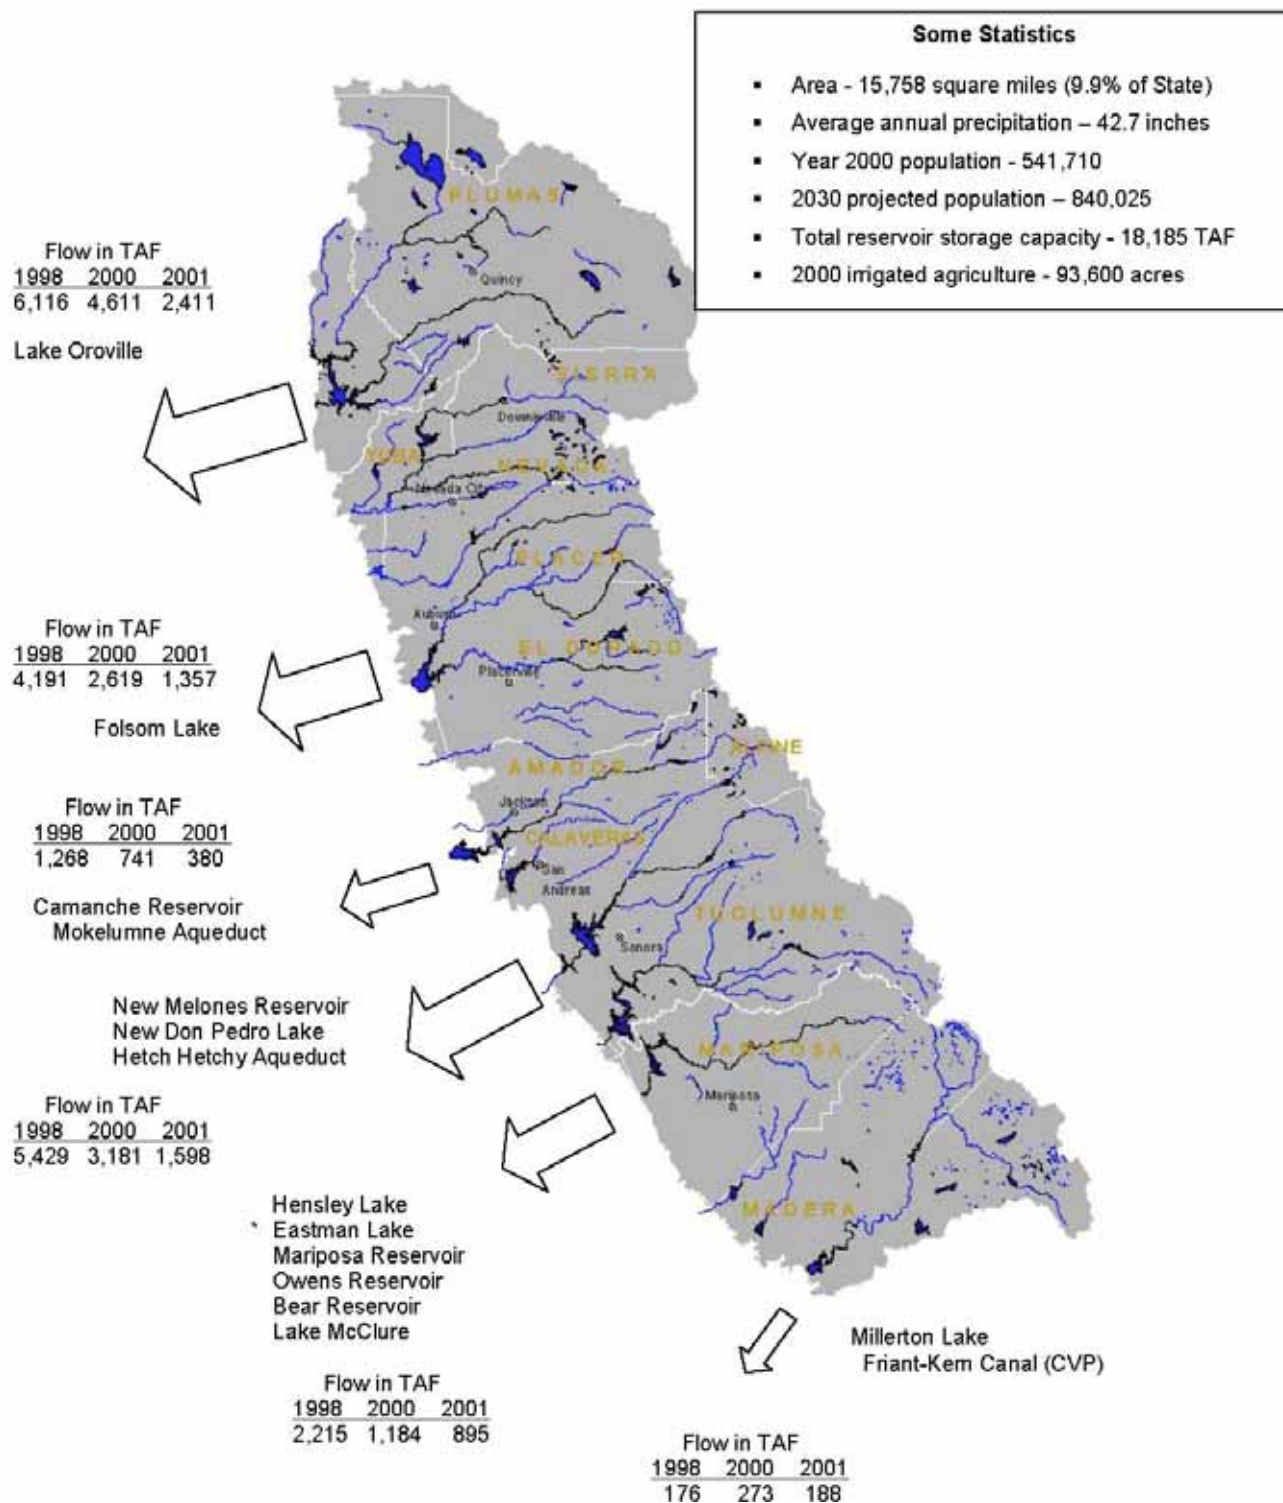 Some Statistics
▪ Area - 15,758 square miles (9.9% of State)
▪ Average annual precipitation – 42.7 inches
▪ Year 2000 population - 541,710
▪ 2030 projected population – 840,025
▪ Total reservoir storage capacity - 18,185 TAF
▪ 2000 irrigated agriculture - 93,600 acres
PLUMAS
Quincy
Flow in TAF
1998 2000 2001
6,116 4,611 2,411
Lake Oroville
SIERRA
Downieville
YUBA
NEVADA
Nevada City
PLACER
Auburn
EL DORADO
Placerville
Flow in TAF
1998 2000 2001
4,191 2,619 1,357
Folsom Lake
ALPINE
AMADOR
Jackson
CALAVERAS
San
Andreas
Flow in TAF
1998 2000 2001
1,268 741 380
Camanche Reservoir
Mokelumne Aqueduct
TUOLUMNE
Sonora
New Melones Reservoir
New Don Pedro Lake
Hetch Hetchy Aqueduct
Flow in TAF
1998 2000 2001
5,429 3,181 1,598
MARIPOSA
Mariposa
MADERA
Hensley Lake
Eastman Lake
Mariposa Reservoir
Owens Reservoir
Bear Reservoir
Lake McClure
Flow in TAF
1998 2000 2001
2,215 1,184 895
Millerton Lake
Friant-Kern Canal (CVP)
Flow in TAF
1998 2000 2001
176 273 188